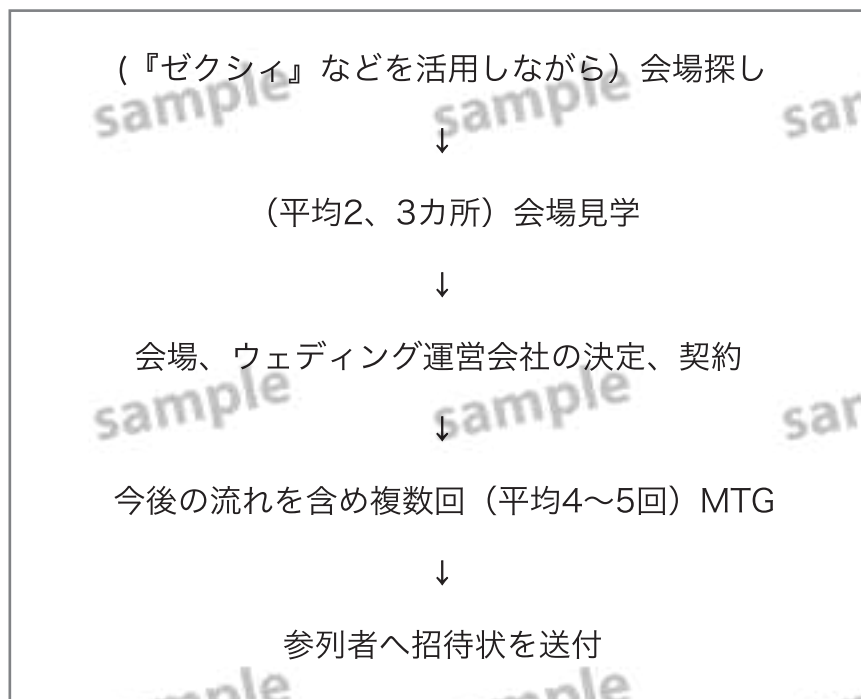 (『ゼクシィ』などを活用しながら）会場探し
sample sample sam
↓
（平均2、3カ所）会場見学
↓
会場、ウェディング運営会社の決定、契約
sample sample sam
↓
今後の流れを含め複数回（平均4〜5回）MTG
↓
参列者へ招待状を送付